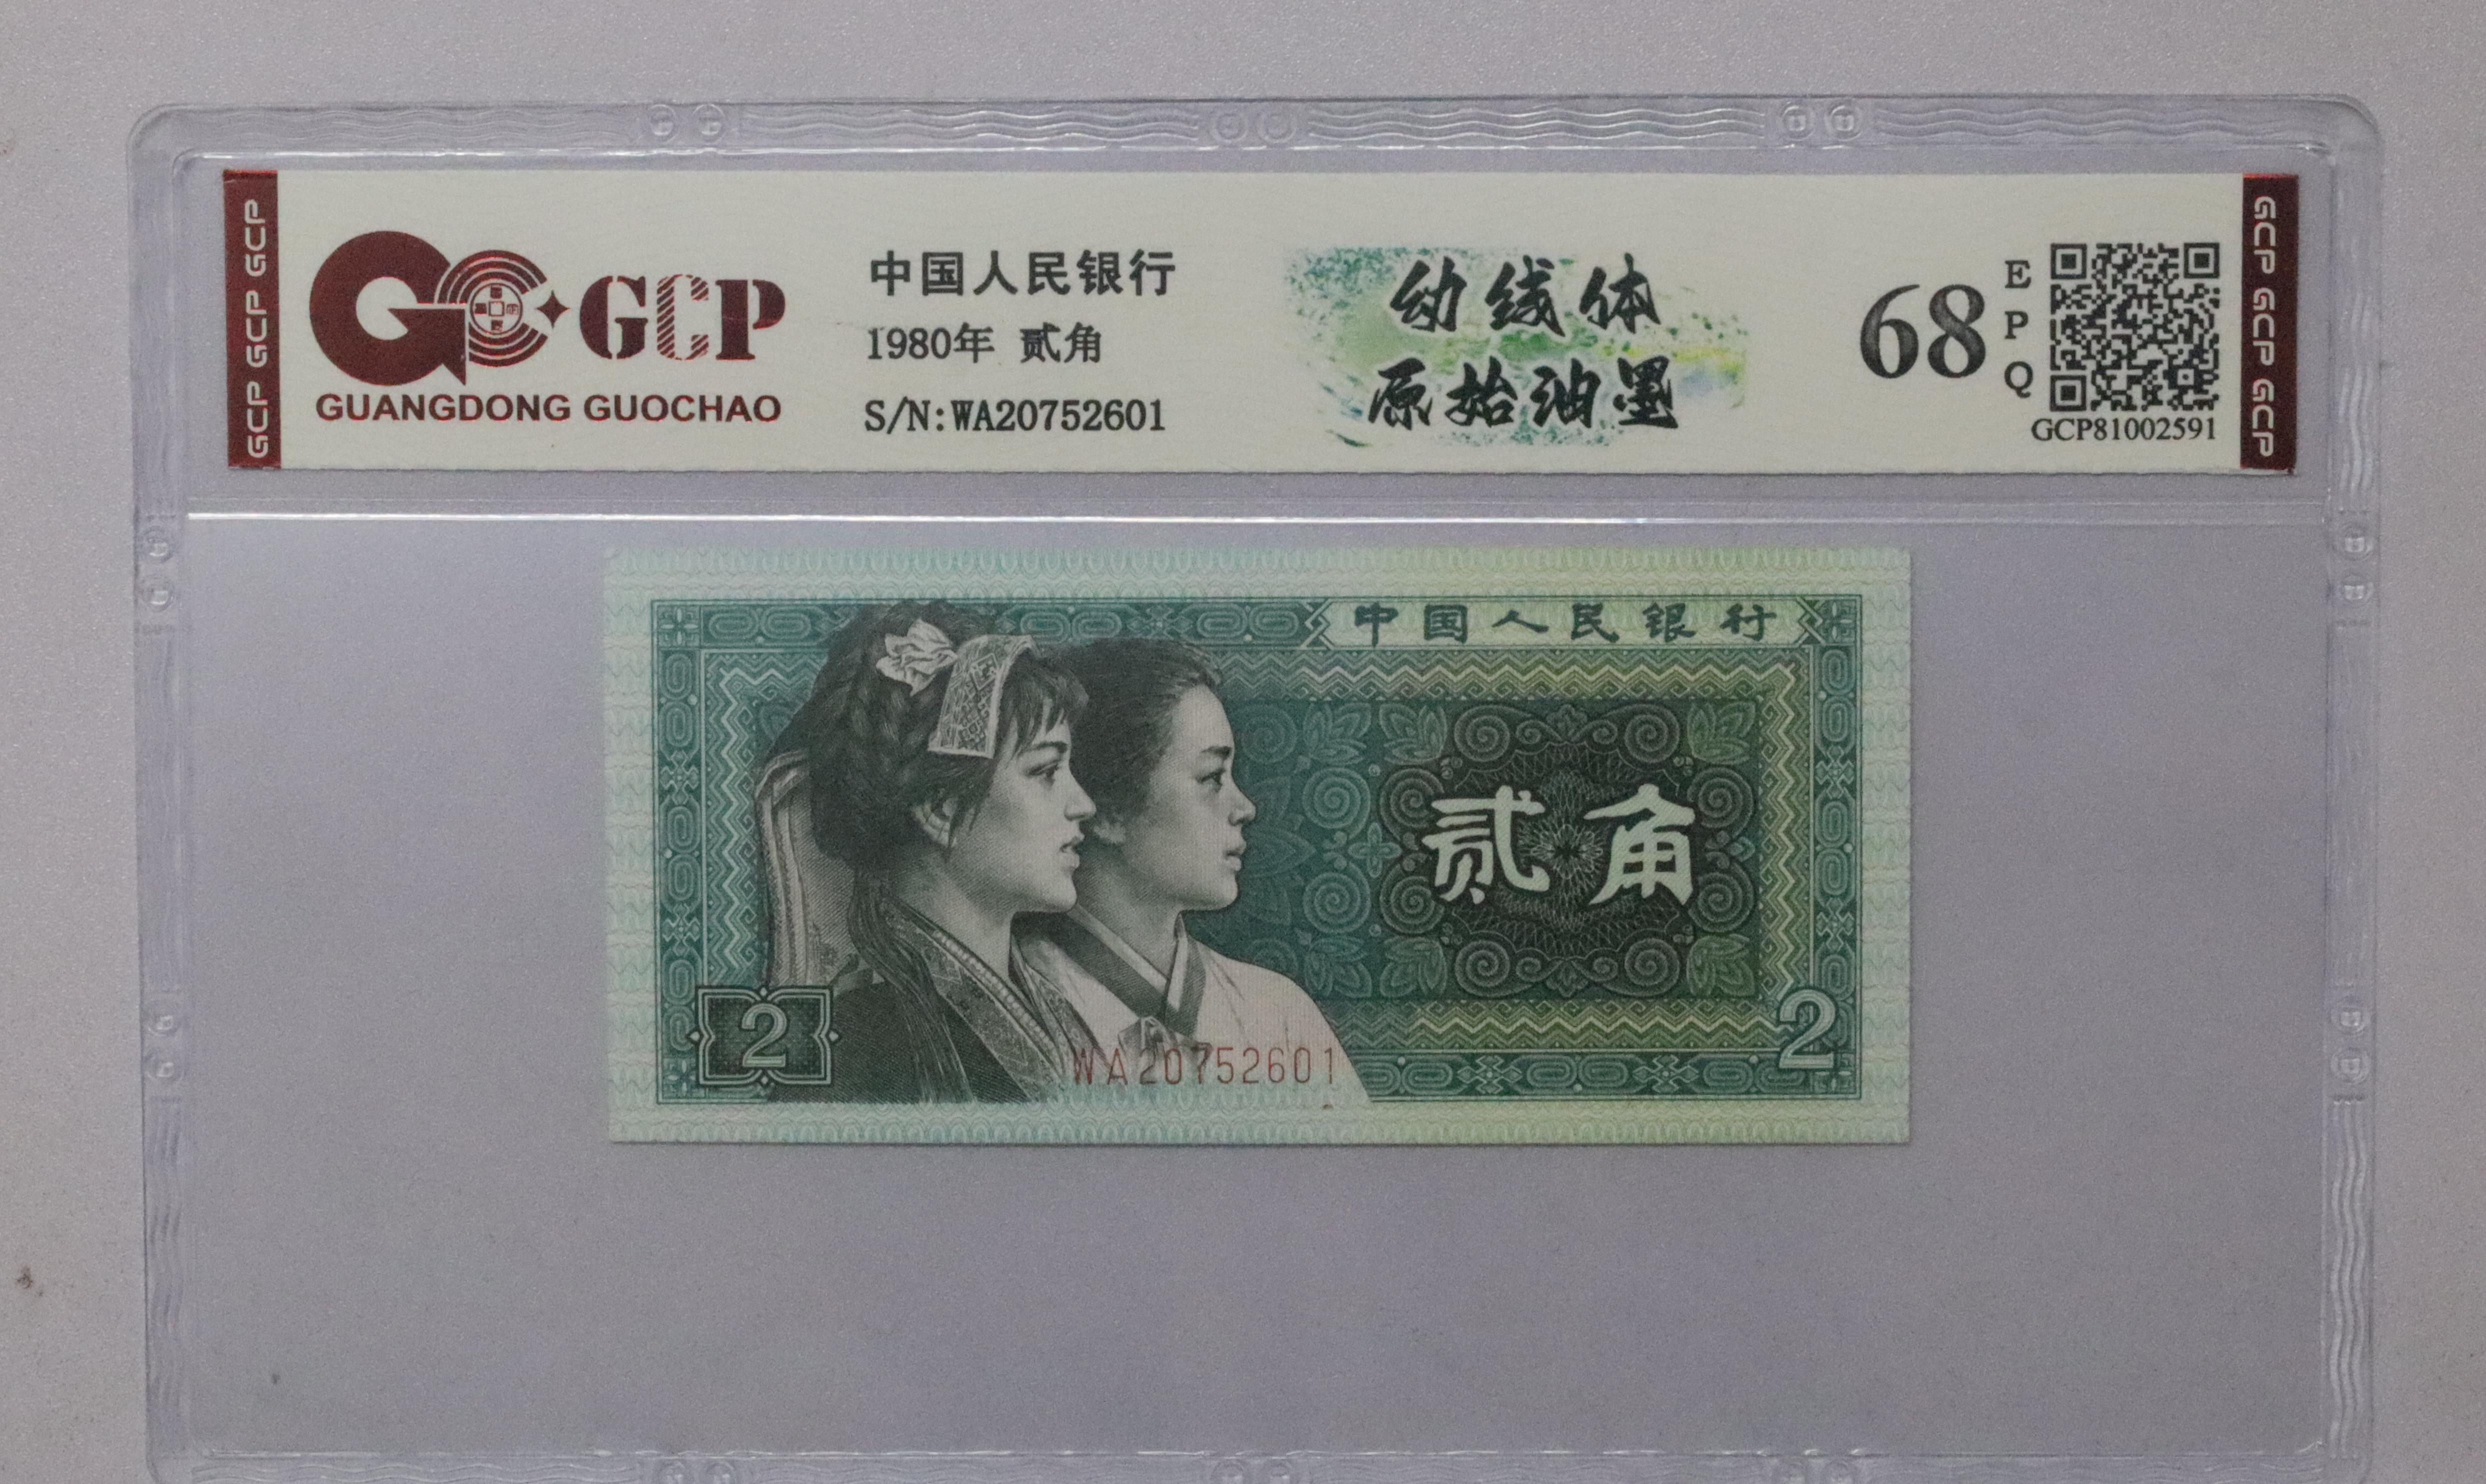 GCP GCP GCP
GCP
GUANGDONG GUOCHAO
中国人民银行
1980年 贰角
S/N:WA20752601
幼线体
原始油墨
68
EPQ
GCP81002591
GCP GCP GCP
中国人民银行
贰角
2
WA20752601
2